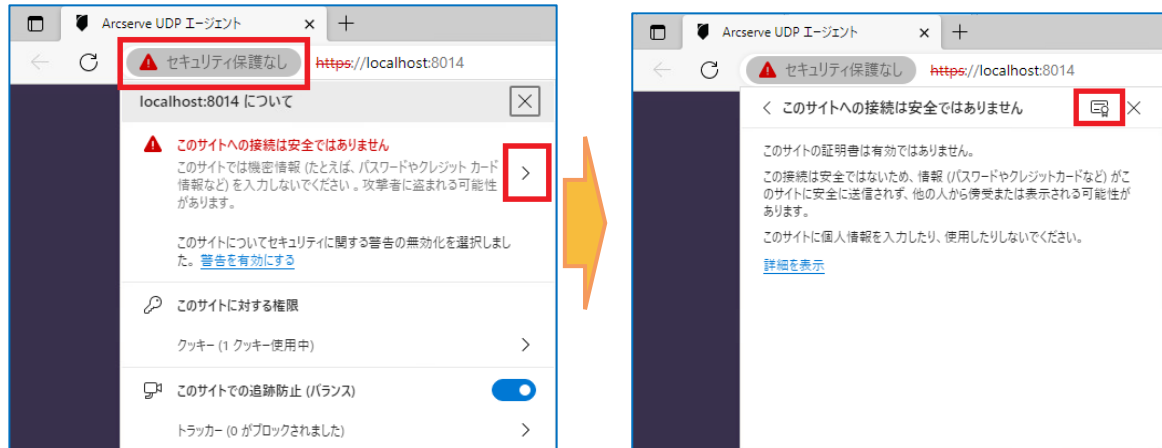 Arcserve UDP エージェント
セキュリティ保護なし https://localhost:8014
localhost:8014 について
このサイトへの接続は安全ではありません
このサイトでは機密情報 (たとえば、パスワードやクレジット カード
情報など) を入力しないでください。攻撃者に盗まれる可能性
があります。
このサイトについてセキュリティに関する警告の無効化を選択しまし
た。 警告を有効にする
このサイトに対する権限
クッキー (1 クッキー使用中)
このサイトでの追跡防止 (バランス)
トラッカー (0 がブロックされました)
Arcserve UDP エージェント
セキュリティ保護なし https://localhost:8014
このサイトへの接続は安全ではありません
このサイトの証明書は有効ではありません。
この接続は安全ではないため、情報 (パスワードやクレジットカードなど) がこ
のサイトに安全に送信されず、他の人から傍受または表示される可能性が
あります。
このサイトに個人情報を入力したり、使用したりしないでください。
詳細を表示